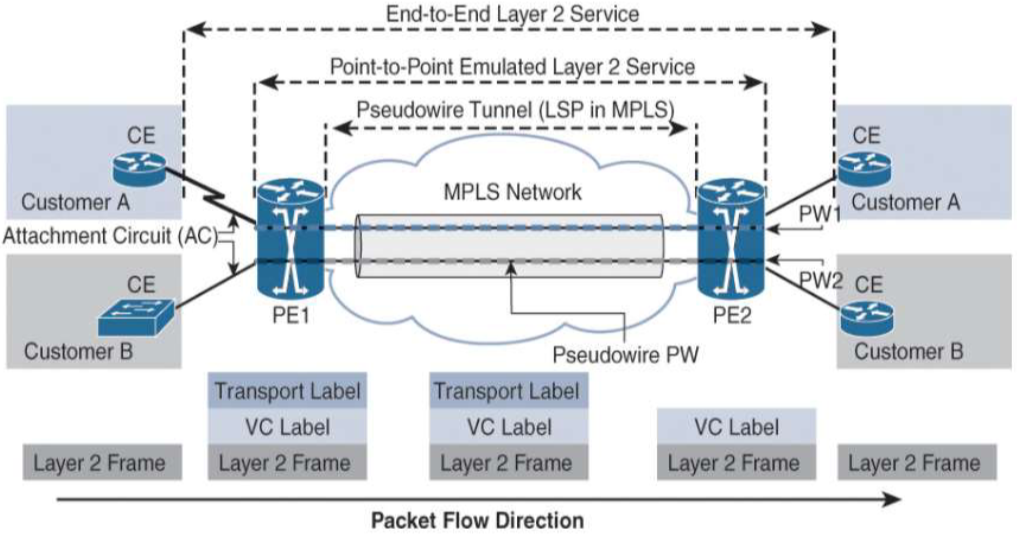 End-to-End Layer 2 Service
Point-to-Point Emulated Layer 2 Service
Pseudowire Tunnel (LSP in MPLS)
CE
CE
MPLS Network
Customer A
PW1
Customer A
Attachment Circuit (AC)
CE
PW2
CE
PE1
PE2
Customer B
Pseudowire PW
Customer B
Transport Label
Transport Label
VC Label
VC Label
VC Label
Layer 2 Frame
Layer 2 Frame
Layer 2 Frame
Layer 2 Frame
Layer 2 Frame
Packet Flow Direction